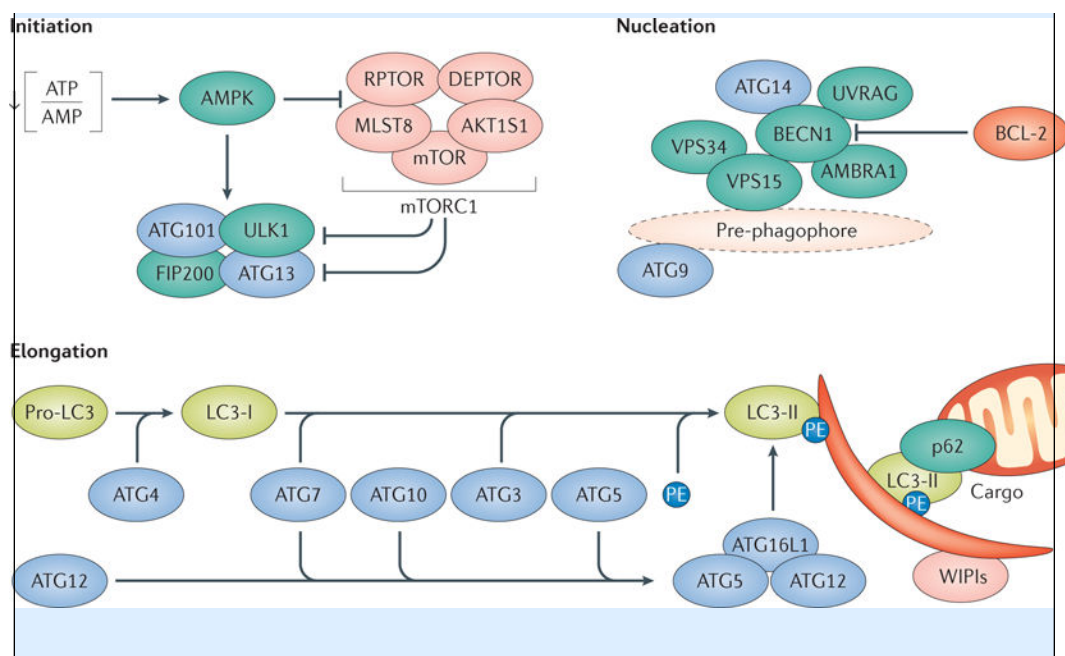 Initiation
ATP
AMP
AMPK
RPTOR
DEPTOR
MLST8
AKT1S1
mTOR
mTORC1
ATG101
ULK1
FIP200
ATG13
Nucleation
ATG14
UVRAG
BECN1
BCL-2
VPS34
AMBRA1
VPS15
Pre-phagophore
ATG9
Elongation
Pro-LC3
LC3-I
LC3-II
PE
p62
LC3-II
PE
Cargo
ATG4
ATG7
ATG10
ATG3
ATG5
PE
ATG12
ATG16L1
ATG5
ATG12
WIPIs